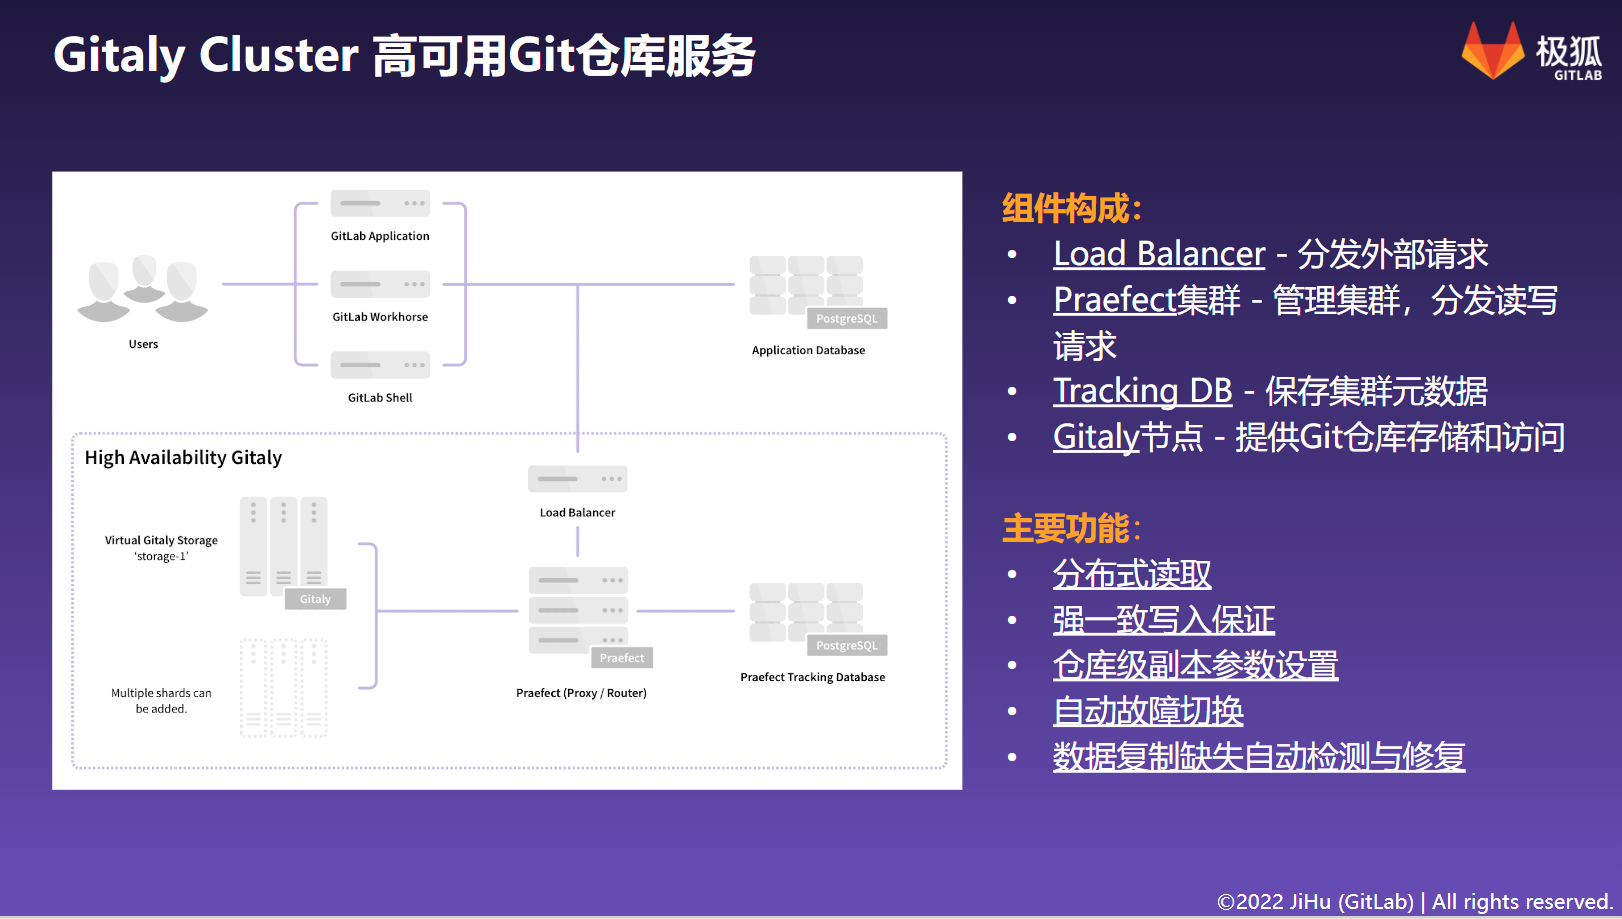 Gitaly Cluster 高可用Git仓库服务
极狐
GITLAB
GitLab Application
GitLab Workhorse
GitLab Shell
Users
PostgreSQL
Application Database
High Availability Gitaly
Virtual Gitaly Storage
‘storage-1’
Gitaly
Multiple shards can
be added.
Load Balancer
Praefect
Praefect (Proxy / Router)
PostgreSQL
Praefect Tracking Database
组件构成：
• Load Balancer - 分发外部请求
• Praefect集群 - 管理集群，分发读写
请求
• Tracking DB - 保存集群元数据
• Gitaly节点 - 提供Git仓库存储和访问
主要功能：
• 分布式读取
• 强一致写入保证
• 仓库级副本参数设置
• 自动故障切换
• 数据复制缺失自动检测与修复
©2022 JiHu (GitLab) | All rights reserved.